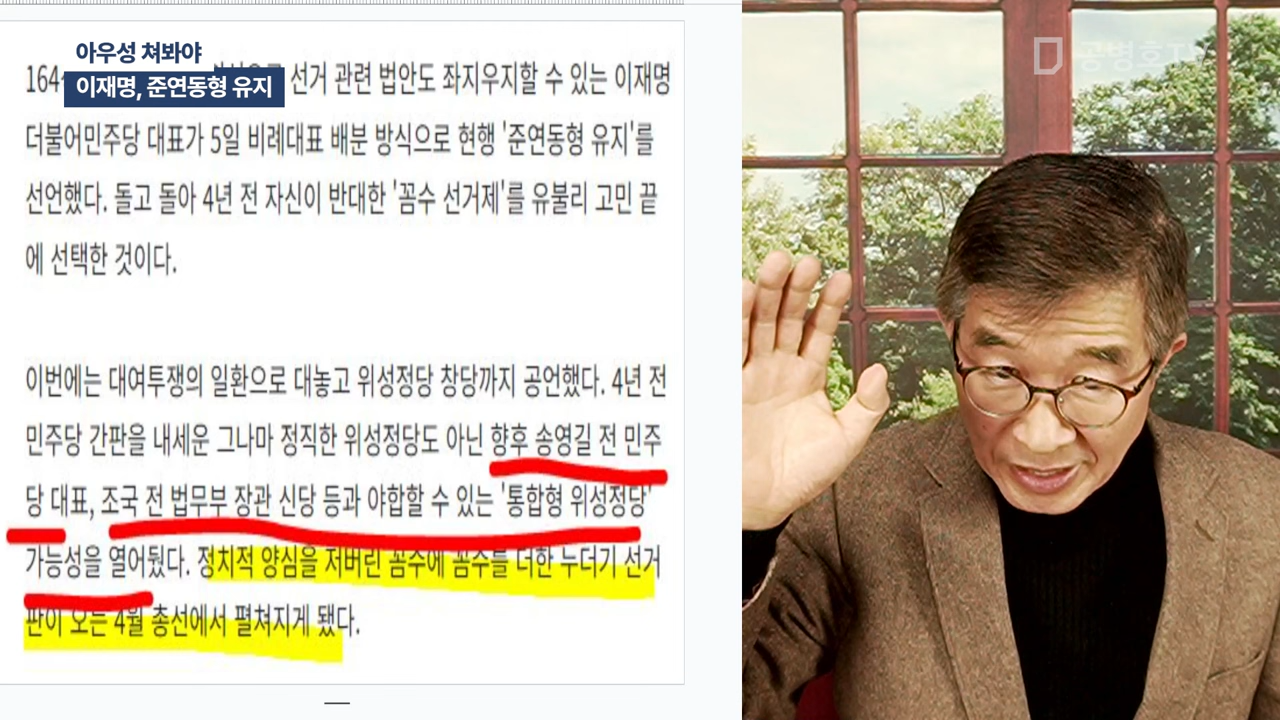 아우성 쳐봐야
이재명, 준연동형 유지
공병호TV
164 선거 관련 법안도 좌지우지할 수 있는 이재명
더불어민주당 대표가 5일 비례대표 배분 방식으로 현행 '준연동형 유지'를
선언했다. 돌고 돌아 4년 전 자신이 반대한 '꼼수 선거제'를 유불리 고민 끝
에 선택한 것이다.
이번에는 대여투쟁의 일환으로 대놓고 위성정당 창당까지 공언했다. 4년 전
민주당 간판을 내세운 그나마 정직한 위성정당도 아닌 향후 송영길 전 민주
당 대표, 조국 전 법무부 장관 신당 등과 야합할 수 있는 '통합형 위성정당'
가능성을 열어뒀다. 정치적 양심을 저버린 꼼수에 꼼수를 더한 누더기 선거
판이 오는 4월 총선에서 펼쳐지게 됐다.